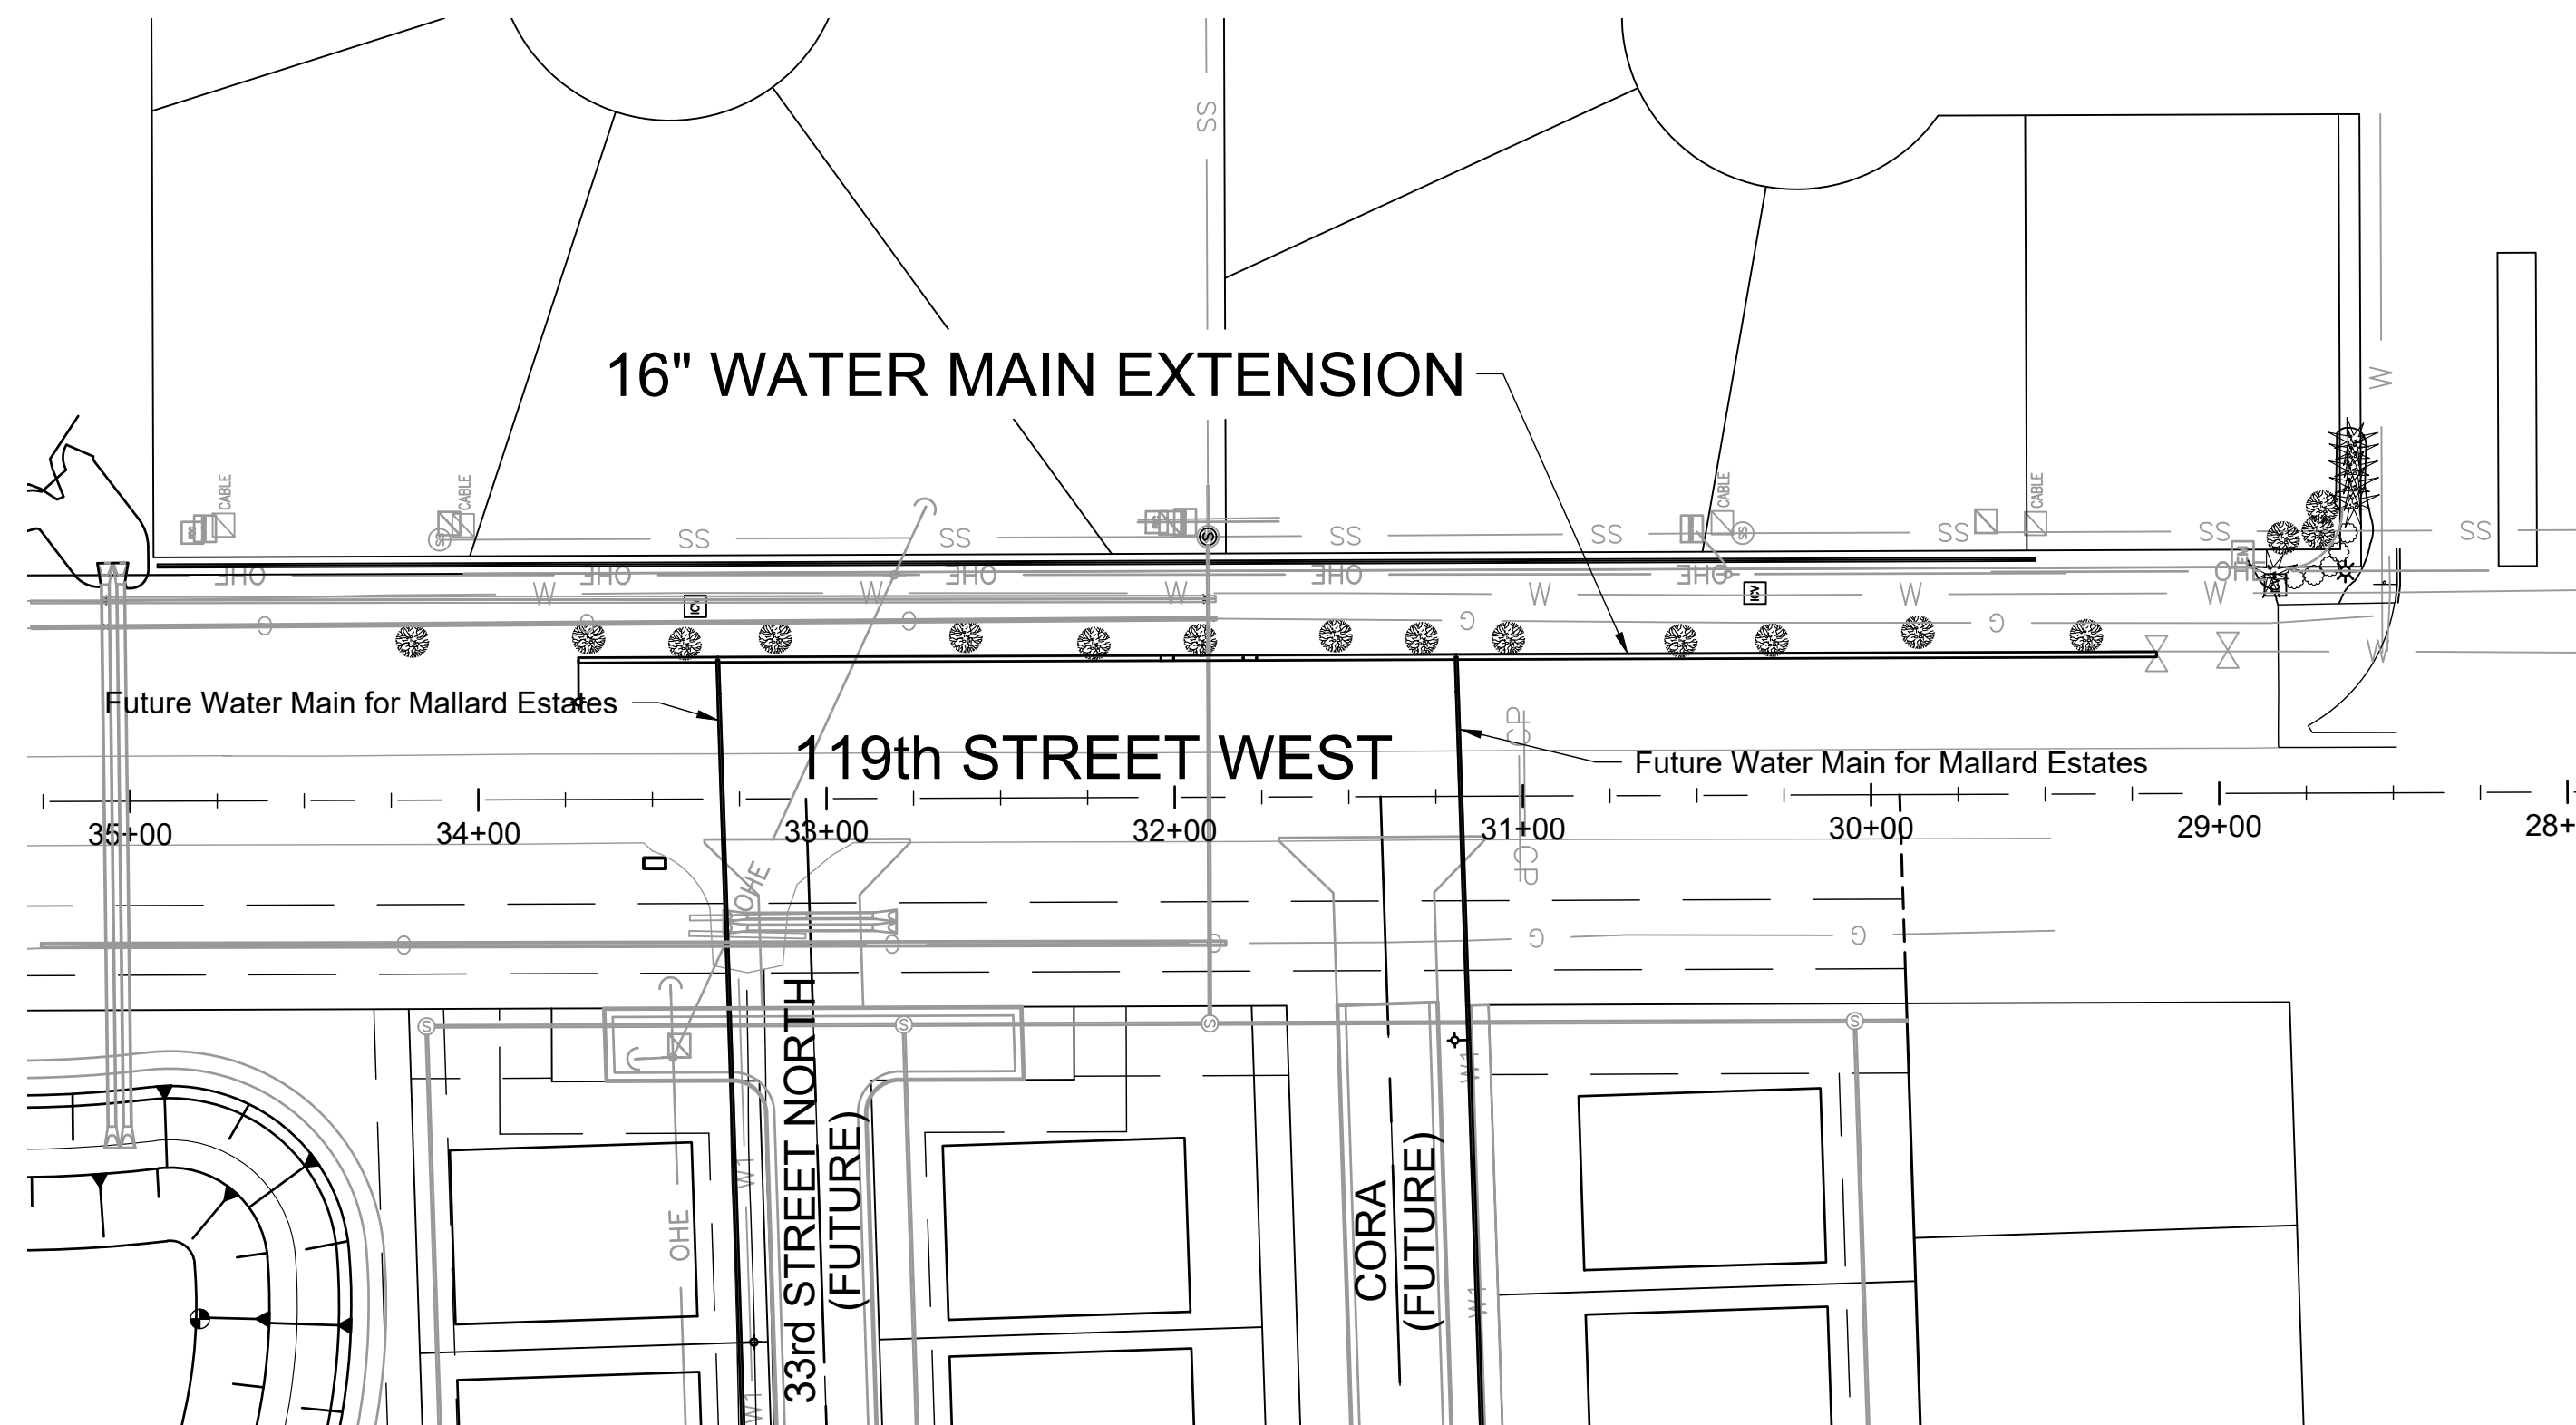 SS
16" WATER MAIN EXTENSION
W
CABLE
CABLE
CABLE
CABLE
SS
SS
SS
SS
SS
SS
SS
SS
S
OHE
OHE
OHE
OHE
OHE
W
W
W
W
W
W
W
ICV
ICV
G
G
G
G
G
Future Water Main for Mallard Estates
119th STREET WEST
Future Water Main for Mallard Estates
CP
CP
35+00
34+00
33+00
32+00
31+00
30+00
29+00
28+
OHE
G
G
G
G
G
S
S
S
S
W1
W1
W1
W1
OHE
33rd STREET NORTH
(FUTURE)
CORA
(FUTURE)